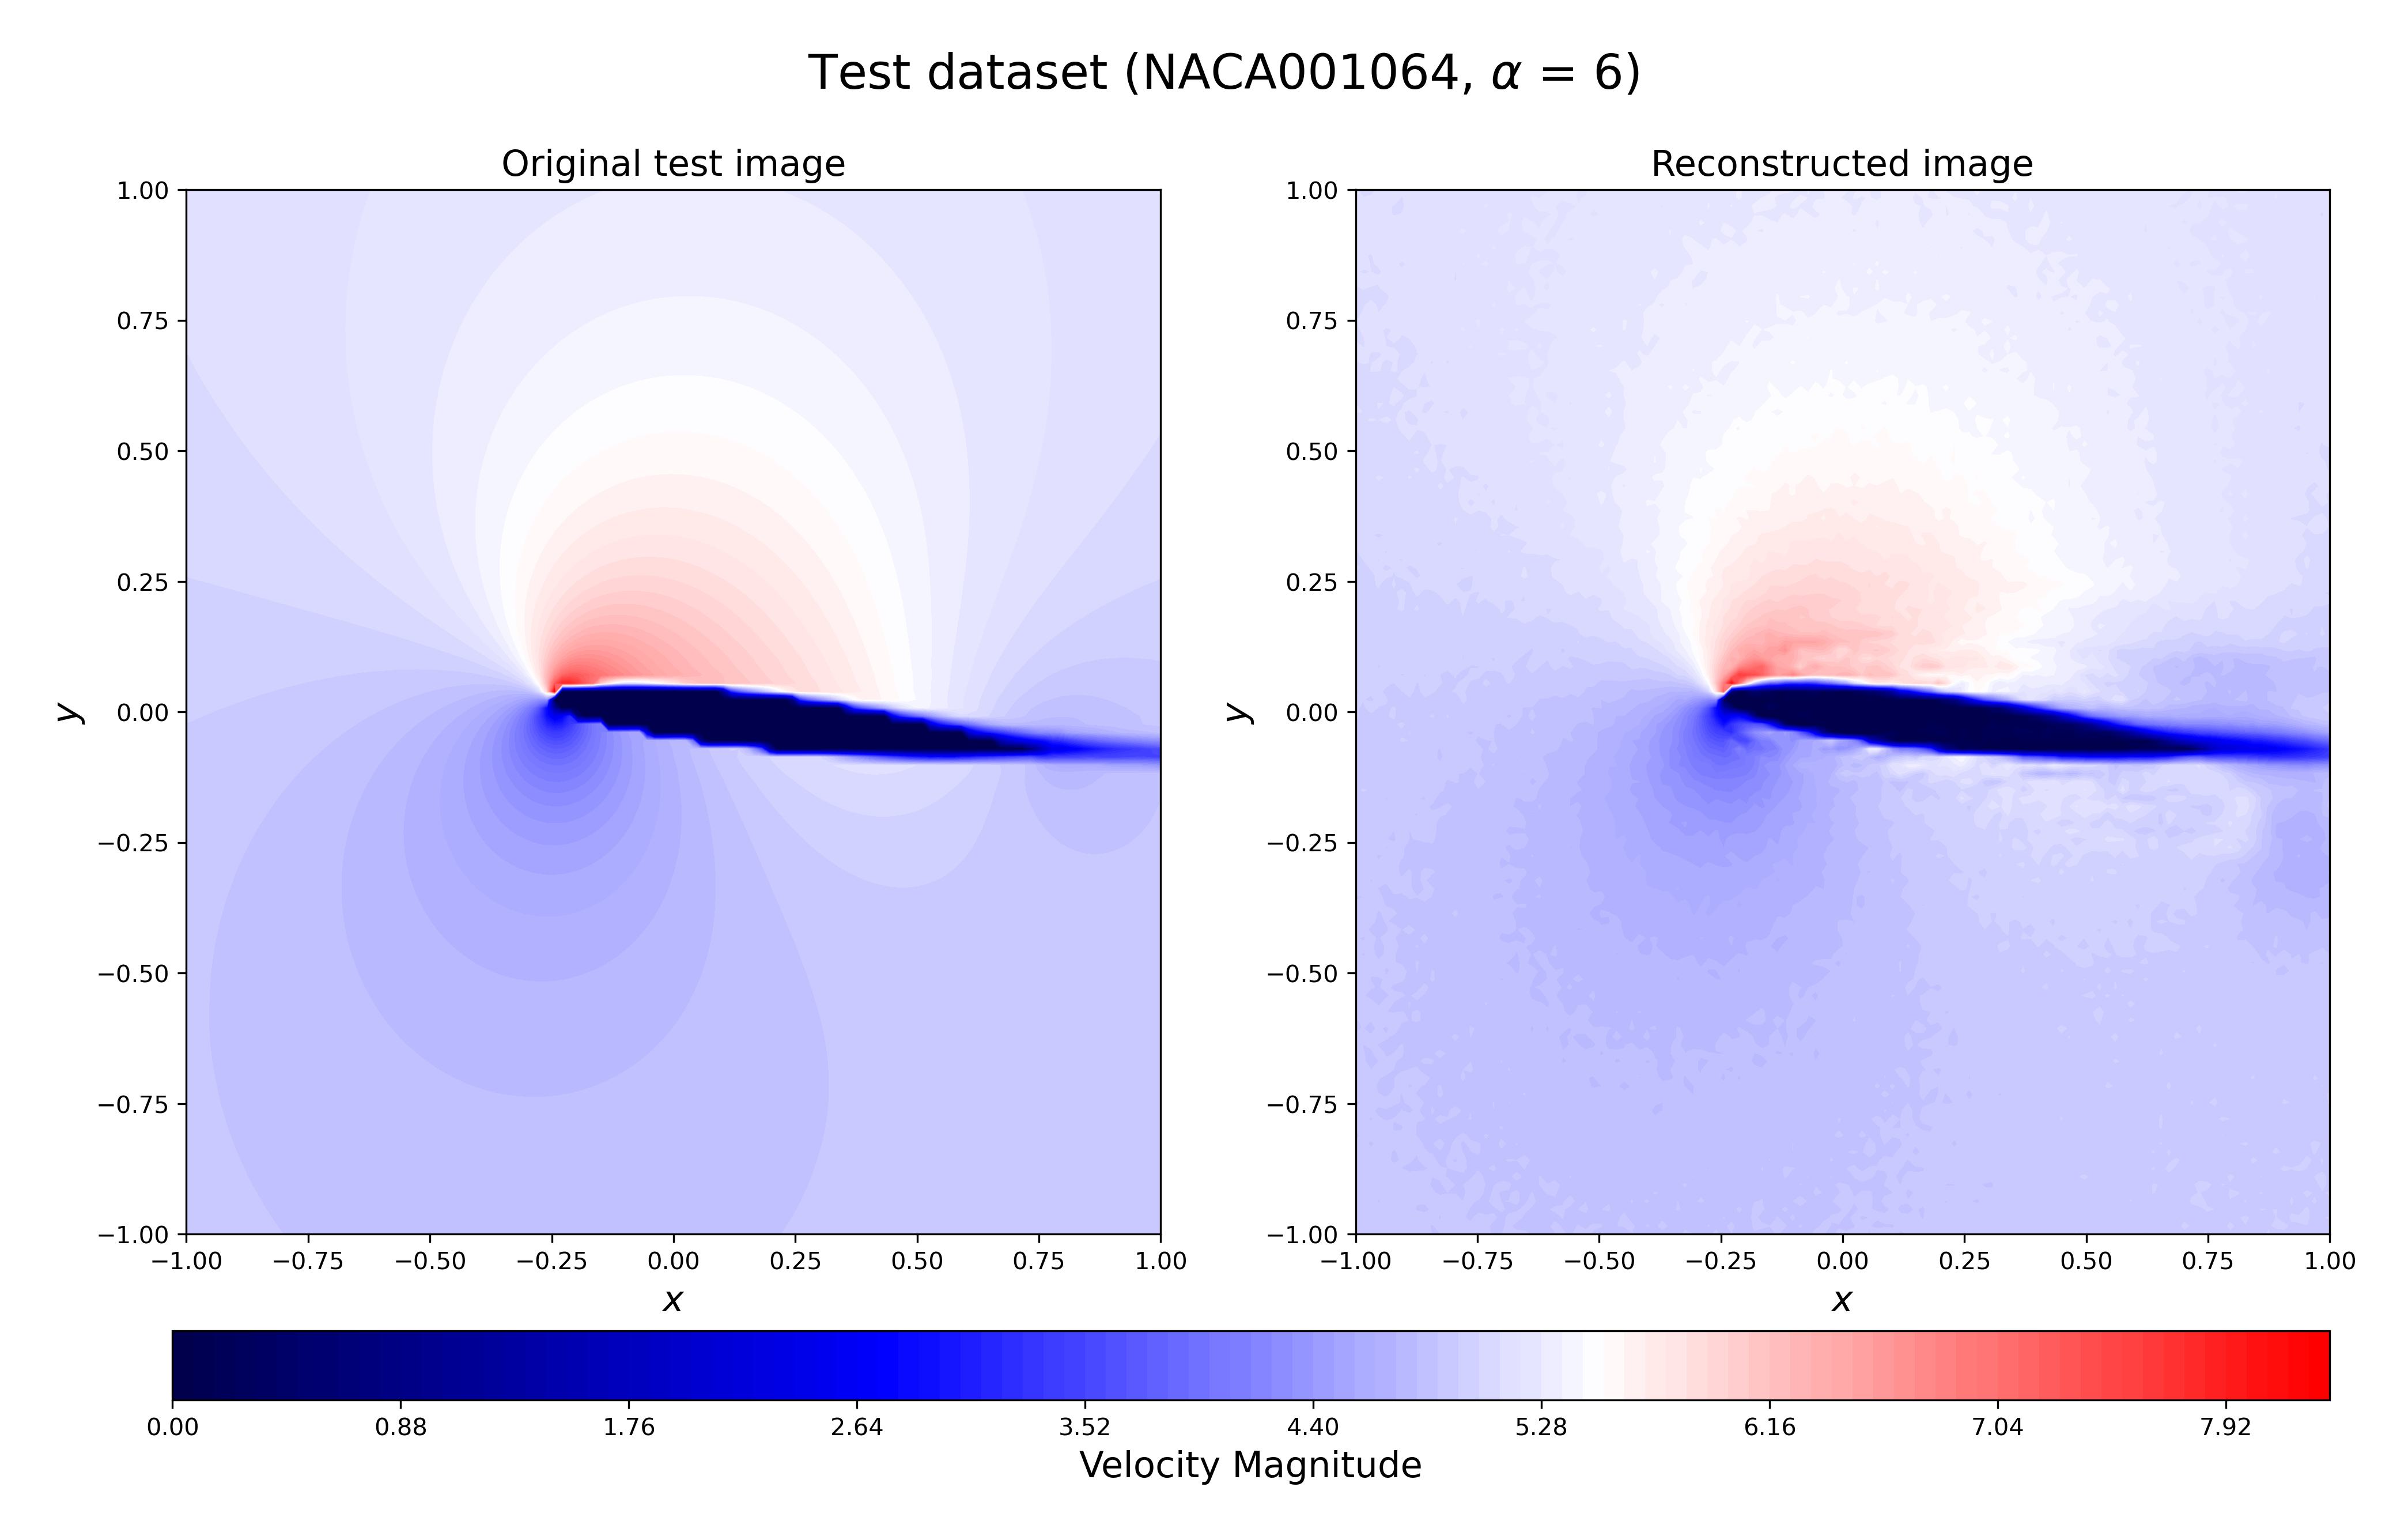 Test dataset (NACA001064, α = 6)
Original test image
1.00
0.75
0.50
0.25
0.00
−0.25
−0.50
−0.75
−1.00
y
−1.00 −0.75 −0.50 −0.25 0.00 0.25 0.50 0.75 1.00
x
Reconstructed image
1.00
0.75
0.50
0.25
0.00
−0.25
−0.50
−0.75
−1.00
y
−1.00 −0.75 −0.50 −0.25 0.00 0.25 0.50 0.75 1.00
x
0.00 0.88 1.76 2.64 3.52 4.40 5.28 6.16 7.04 7.92
Velocity Magnitude